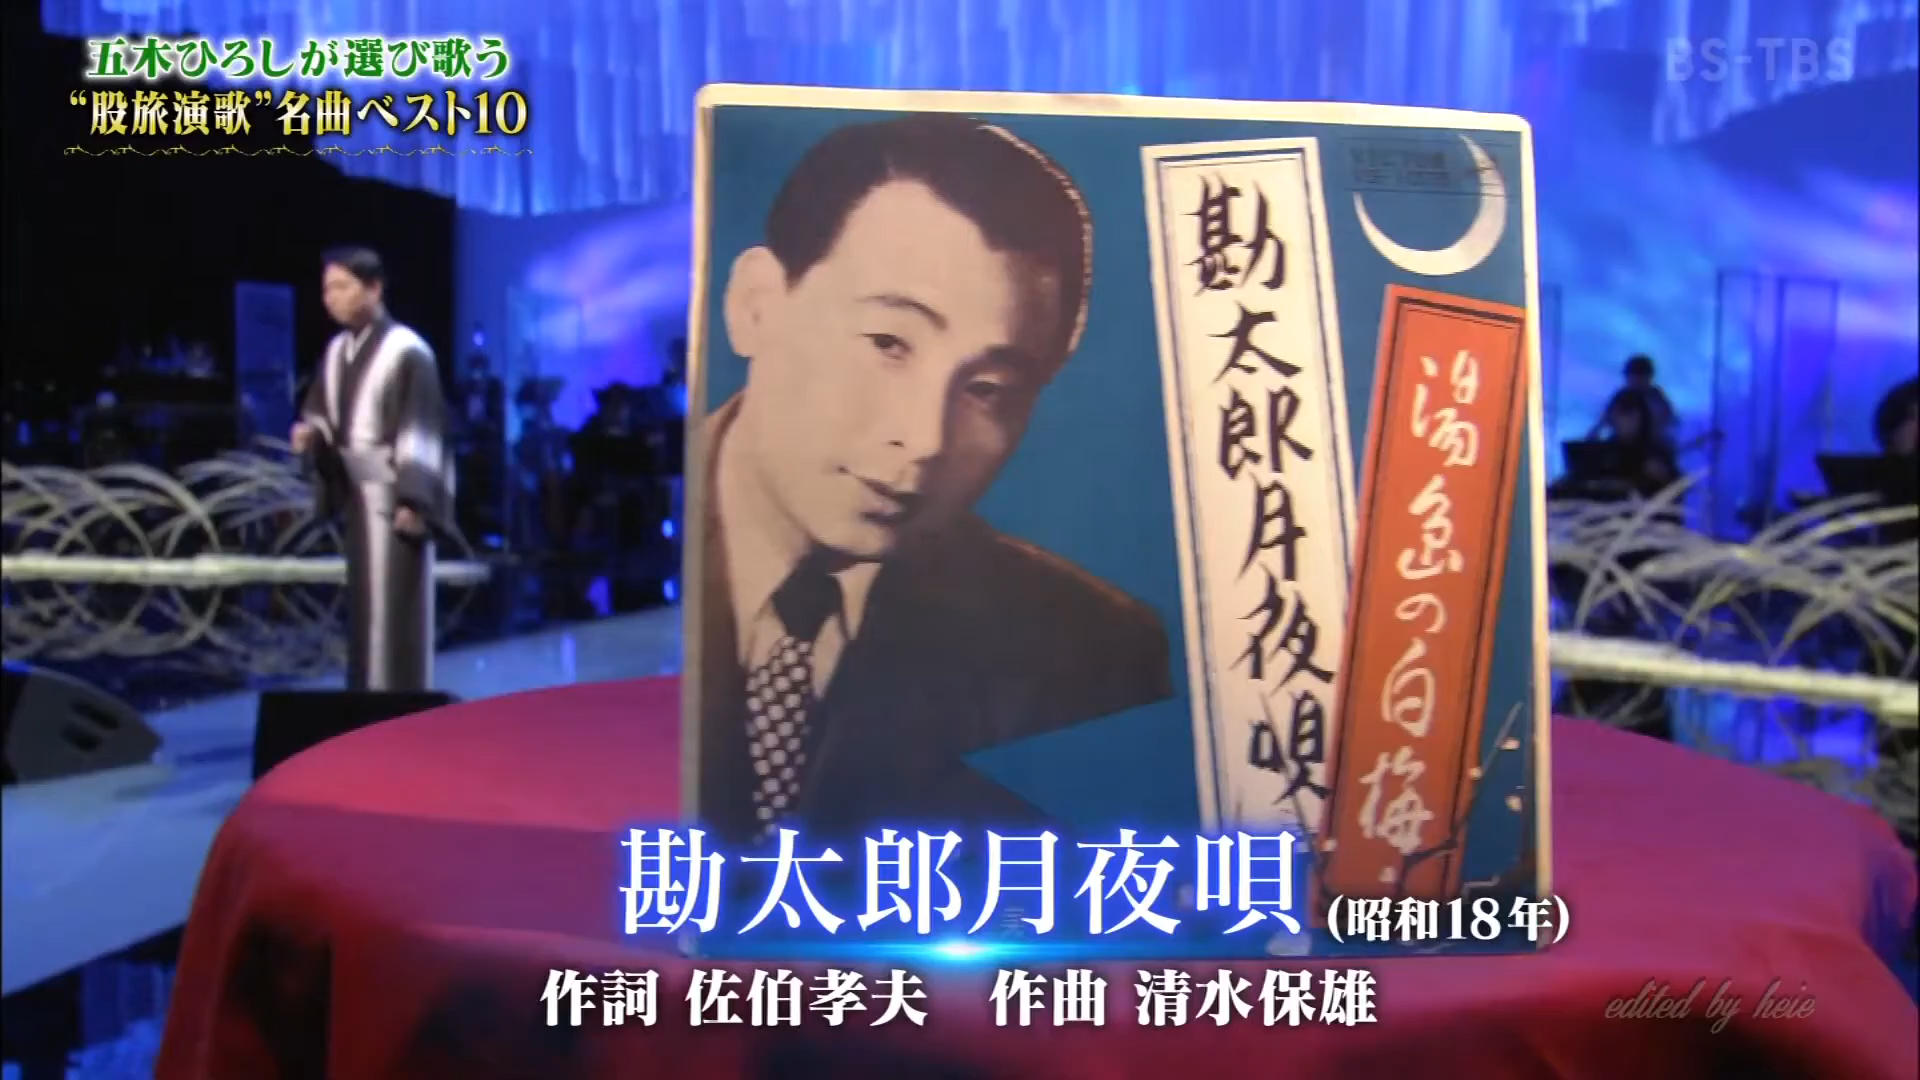 五木ひろしが選び歌う
“股旅演歌”名曲ベスト10
BS-TBS
勘太郎月夜唄
湯島の白梅
勘太郎月夜唄 (昭和18年)
作詞 佐伯孝夫 作曲 清水保雄
edited by heie